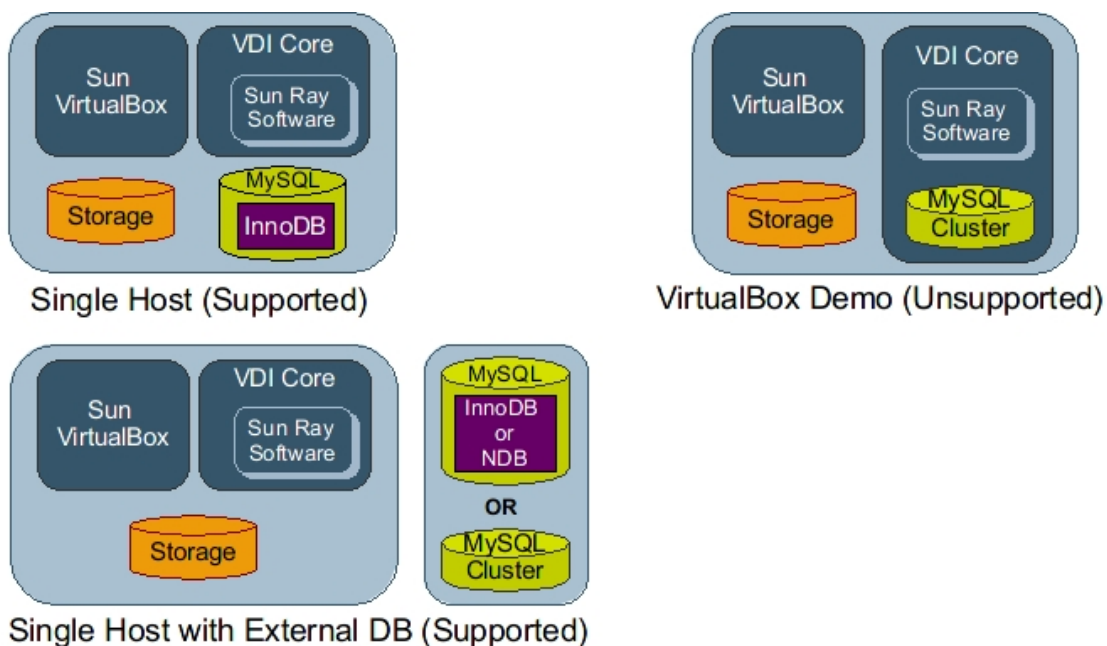 Sun
VirtualBox
VDI Core
Sun Ray
Software
Storage
MySQL
InnoDB
Single Host (Supported)
Sun
VirtualBox
VDI Core
Sun Ray
Software
Storage
MySQL
Cluster
VirtualBox Demo (Unsupported)
Sun
VirtualBox
VDI Core
Sun Ray
Software
Storage
MySQL
InnoDB
or
NDB
OR
MySQL
Cluster
Single Host with External DB (Supported)